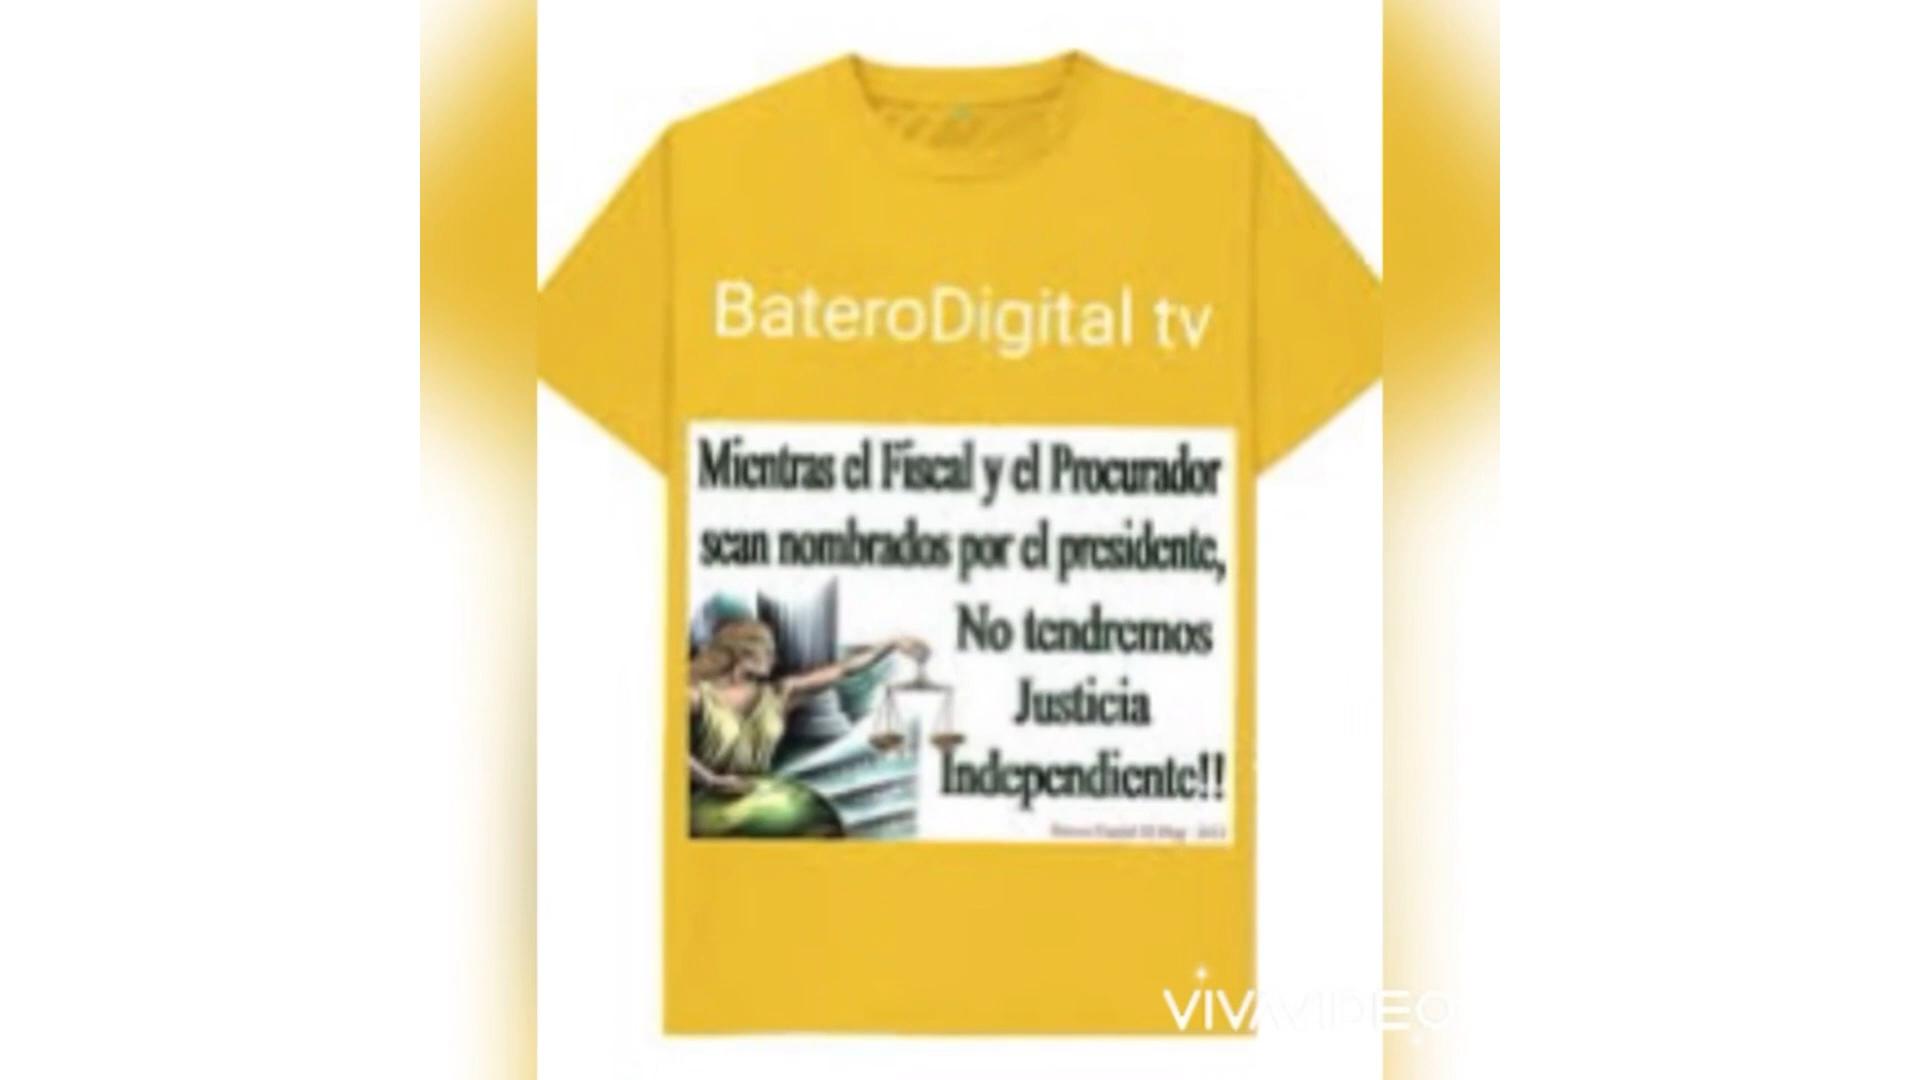 BateroDigital tv
Mientras el Fiscal y el Procurador
sean nombrados por el presidente,
No tendremos
Justicia
Independiente!!
VIVAVIDEO